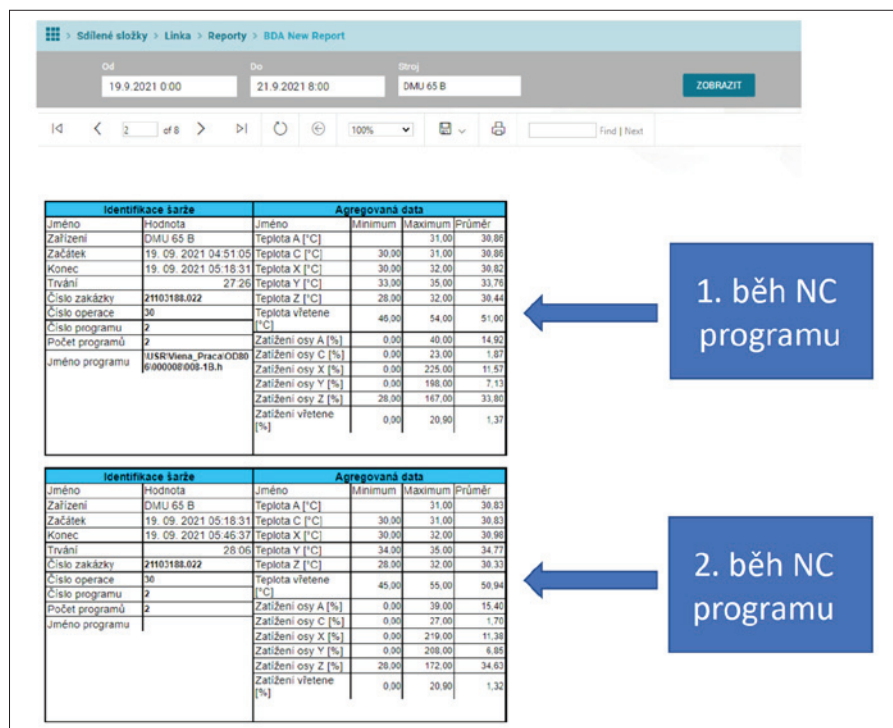 > Sdílené složky > Linka > Reporty > BDA New Report
Od Do Stroj
19.9.2021 0:00 21.9.2021 8:00 DMU 65 B ZOBRAZIT
2 of 8 100% Find | Next
Identifikace šarže Agregovaná data
Jméno Hodnota Jméno Minimum Maximum Průměr
Zařízení DMU 65 B Teplota A [°C] 31,00 30,86
Začátek 19. 09. 2021 04:51:05 Teplota C [°C] 30,00 31,00 30,86
Konec 19. 09. 2021 05:18:31 Teplota X [°C] 30,00 32,00 30,82
Trvání 27:26 Teplota Y [°C] 33,00 35,00 33,76
Číslo zakázky 21103188.022 Teplota Z [°C] 28,00 32,00 30,44
Číslo operace 30 Teplota vřetene [°C] 46,00 54,00 51,00
Číslo programu 2
Počet programů 2 Zatížení osy A [%] 0,00 40,00 14,92
Jméno programu \USR\Viena_Praca\OD80 Zatížení osy C [%] 0,00 23,00 1,87
6\000008\008-1B.h Zatížení osy X [%] 0,00 225,00 11,57
Zatížení osy Y [%] 0,00 198,00 7,13
Zatížení osy Z [%] 28,00 167,00 33,80
Zatížení vřetene [%] 0,00 20,90 1,37
1. běh NC
programu
Identifikace šarže Agregovaná data
Jméno Hodnota Jméno Minimum Maximum Průměr
Zařízení DMU 65 B Teplota A [°C] 31,00 30,83
Začátek 19. 09. 2021 05:18:31 Teplota C [°C] 30,00 31,00 30,83
Konec 19. 09. 2021 05:46:37 Teplota X [°C] 30,00 32,00 30,98
Trvání 28:06 Teplota Y [°C] 34,00 35,00 34,77
Číslo zakázky 21103188.022 Teplota Z [°C] 28,00 32,00 30,33
Číslo operace 30 Teplota vřetene [°C] 45,00 55,00 50,94
Číslo programu 2
Počet programů 2 Zatížení osy A [%] 0,00 39,00 15,40
Jméno programu Zatížení osy C [%] 0,00 27,00 1,70
Zatížení osy X [%] 0,00 219,00 11,38
Zatížení osy Y [%] 0,00 208,00 6,85
Zatížení osy Z [%] 28,00 172,00 34,63
Zatížení vřetene [%] 0,00 20,90 1,32
2. běh NC
programu